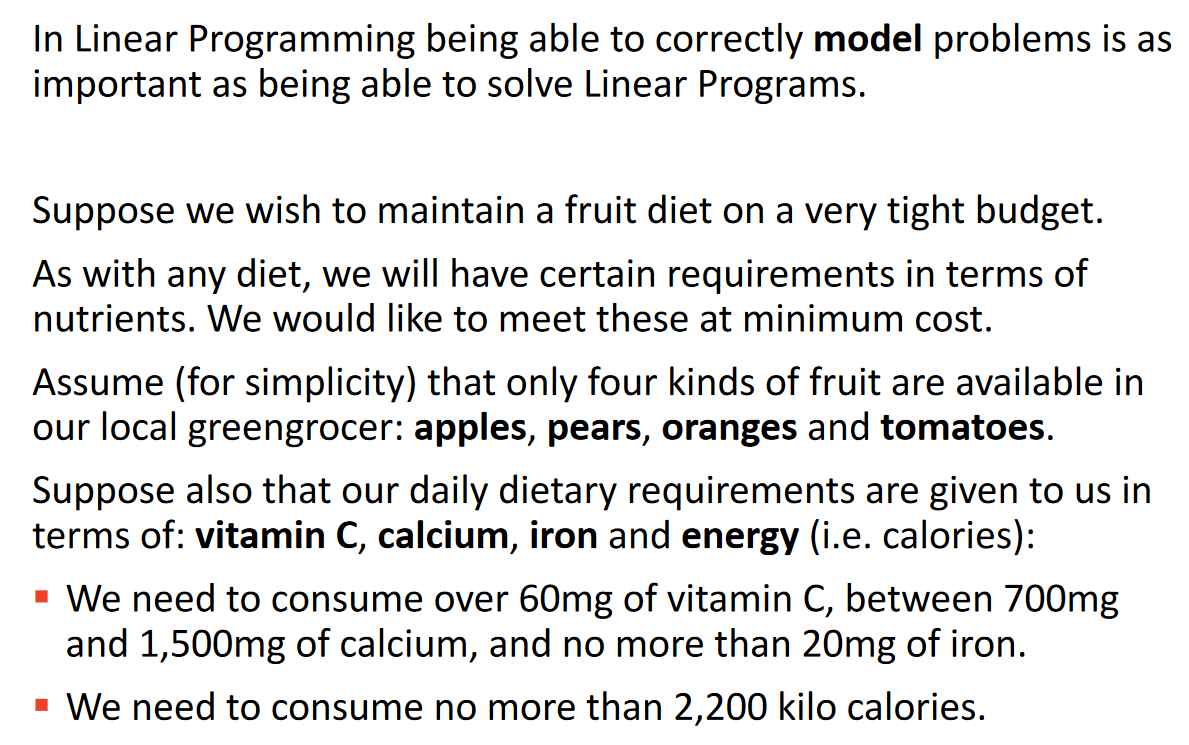 In Linear Programming being able to correctly model problems is as
important as being able to solve Linear Programs.
Suppose we wish to maintain a fruit diet on a very tight budget.
As with any diet, we will have certain requirements in terms of
nutrients. We would like to meet these at minimum cost.
Assume (for simplicity) that only four kinds of fruit are available in
our local greengrocer: apples, pears, oranges and tomatoes.
Suppose also that our daily dietary requirements are given to us in
terms of: vitamin C, calcium, iron and energy (i.e. calories):
▪ We need to consume over 60mg of vitamin C, between 700mg
and 1,500mg of calcium, and no more than 20mg of iron.
▪ We need to consume no more than 2,200 kilo calories.